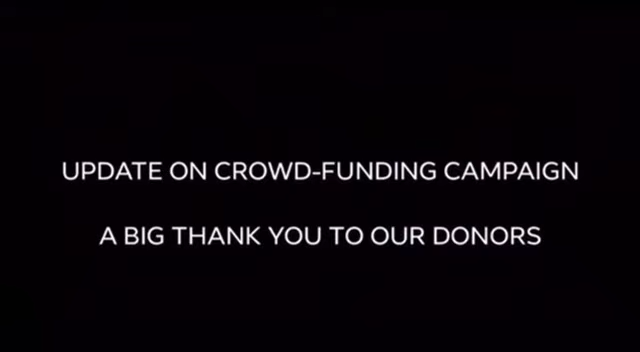 UPDATE ON CROWD-FUNDING CAMPAIGN
A BIG THANK YOU TO OUR DONORS